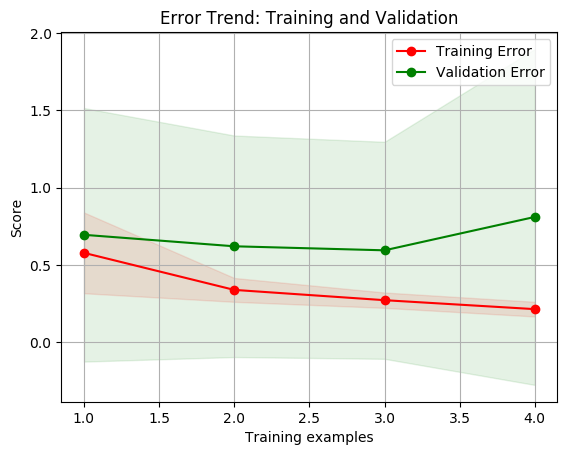 Error Trend: Training and Validation
2.0
1.5
1.0
0.5
0.0
Score
Training Error
Validation Error
1.0 1.5 2.0 2.5 3.0 3.5 4.0
Training examples